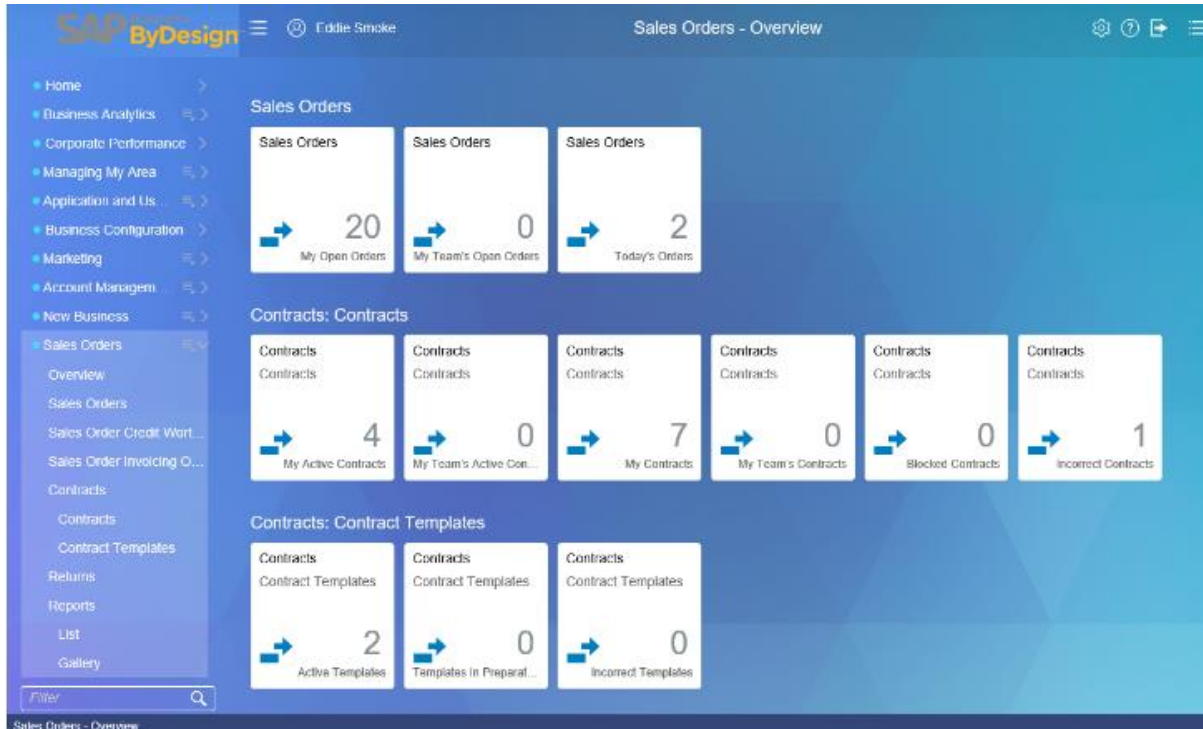 SAP Business
ByDesign
Eddie Smoke
Sales Orders - Overview
Home
Business Analytics
Corporate Performance
Managing My Area
Application and Us...
Business Configuration
Marketing
Account Managem...
New Business
Sales Orders
Overview
Sales Orders
Sales Order Credit Wort...
Sales Order Invoicing O...
Contracts
Contracts
Contract Templates
Returns
Reports
List
Gallery
Filter
Sales Orders
Sales Orders
20
My Open Orders
Sales Orders
0
My Team's Open Orders
Sales Orders
2
Today's Orders
Contracts: Contracts
Contracts
Contracts
4
My Active Contracts
Contracts
Contracts
0
My Team's Active Con...
Contracts
Contracts
7
My Contracts
Contracts
Contracts
0
My Team's Contracts
Contracts
Contracts
0
Blocked Contracts
Contracts
Contracts
1
Incorrect Contracts
Contracts: Contract Templates
Contracts
Contract Templates
2
Active Templates
Contracts
Contract Templates
0
Templates in Preparat...
Contracts
Contract Templates
0
Incorrect Templates
Sales Orders - Overview